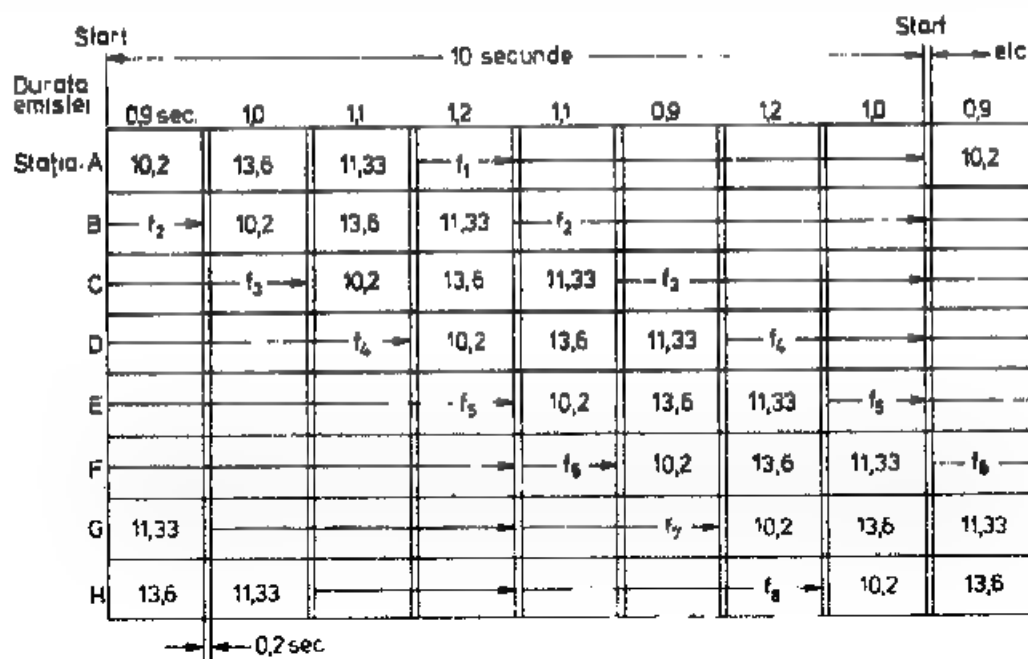 Start Start
10 secunde etc
Durata
emisiei
0,9 sec. 1,0 1,1 1,2 1,1 0,9 1,2 1,0 0,9
Stația A 10,2 13,6 11,33 f1 10,2
B f2 10,2 13,6 11,33 f2
C f3 10,2 13,6 11,33 f3
D f4 10,2 13,6 11,33 f4
E f5 10,2 13,6 11,33 f5
F f6 10,2 13,6 11,33 f6
G 11,33 f7 10,2 13,6 11,33
H 13,6 11,33 f8 10,2 13,6
0,2 sec